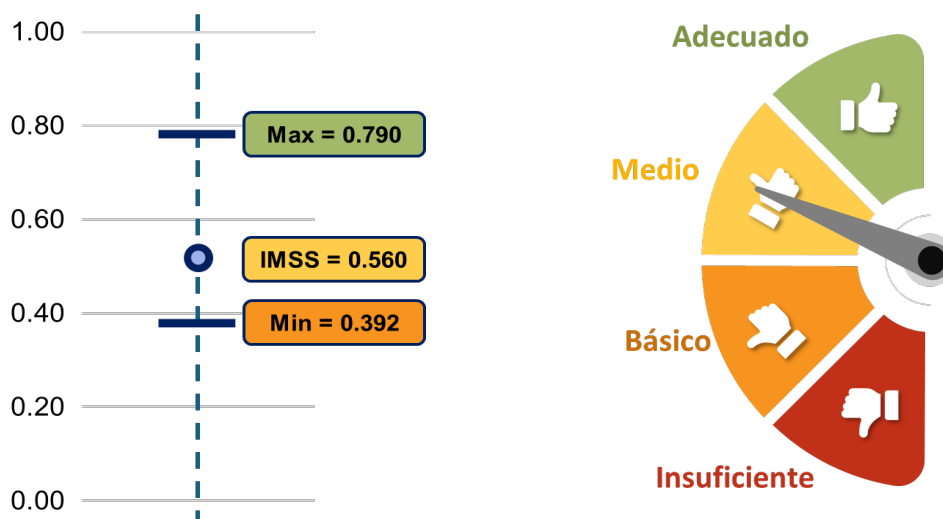 1.00
0.80
Max = 0.790
0.60
IMSS = 0.560
0.40
Min = 0.392
0.20
0.00
Adecuado
Medio
Básico
Insuficiente